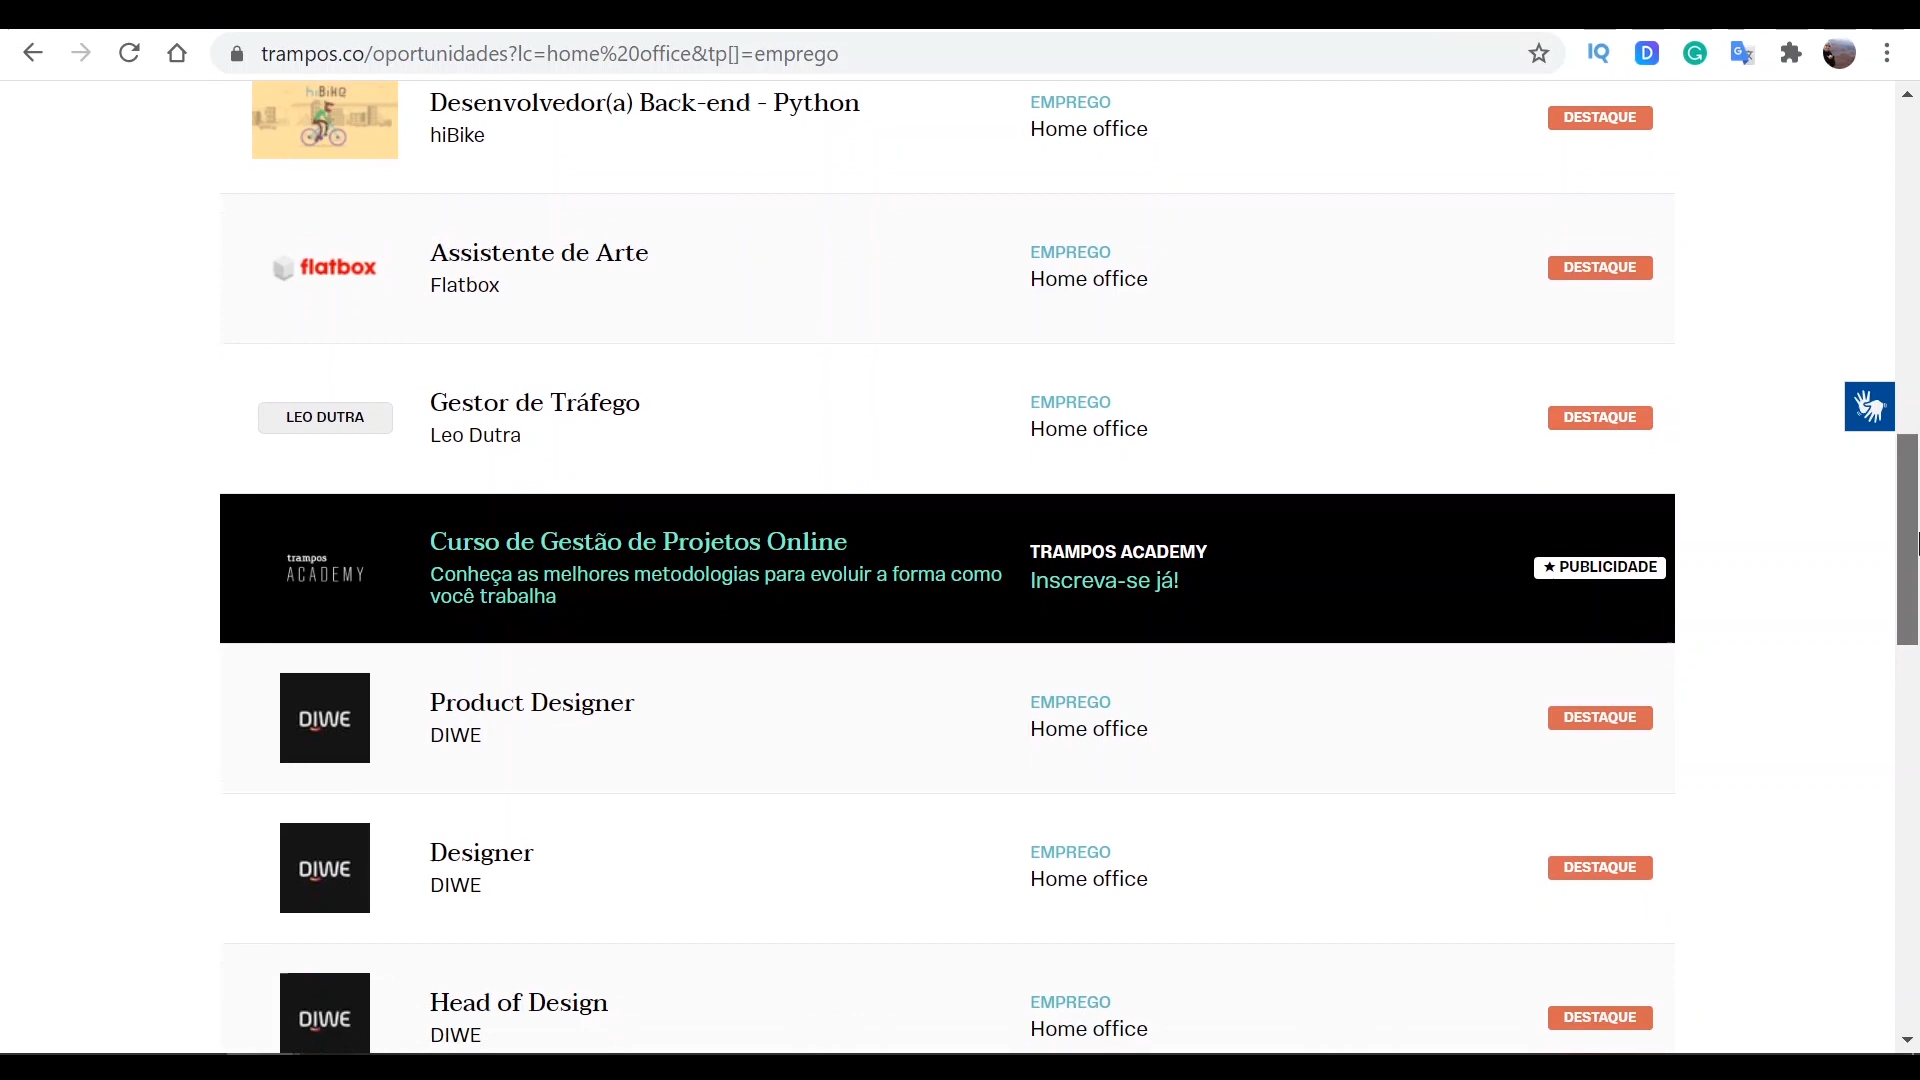 trampos.co/oportunidades?lc=home%20office&tp[]=emprego
IQ
D
G
hiBiKe
Desenvolvedor(a) Back-end - Python
hiBike
EMPREGO
Home office
DESTAQUE
flatbox
Assistente de Arte
Flatbox
EMPREGO
Home office
DESTAQUE
LEO DUTRA
Gestor de Tráfego
Leo Dutra
EMPREGO
Home office
DESTAQUE
trampos
ACADEMY
Curso de Gestão de Projetos Online
Conheça as melhores metodologias para evoluir a forma como
você trabalha
TRAMPOS ACADEMY
Inscreva-se já!
★ PUBLICIDADE
DIWE
Product Designer
DIWE
EMPREGO
Home office
DESTAQUE
DIWE
Designer
DIWE
EMPREGO
Home office
DESTAQUE
DIWE
Head of Design
DIWE
EMPREGO
Home office
DESTAQUE